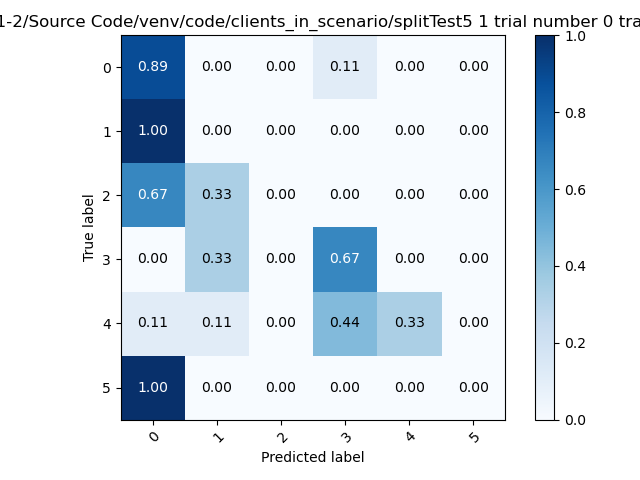 1-2/Source Code/venv/code/clients_in_scenario/splitTest5 1 trial number 0 tra
1.0
0 0.89 0.00 0.00 0.11 0.00 0.00
1 1.00 0.00 0.00 0.00 0.00 0.00
0.8
2 0.67 0.33 0.00 0.00 0.00 0.00
0.6
True label
3 0.00 0.33 0.00 0.67 0.00 0.00
0.4
4 0.11 0.11 0.00 0.44 0.33 0.00
0.2
5 1.00 0.00 0.00 0.00 0.00 0.00
0.0
0 1 2 3 4 5
Predicted label